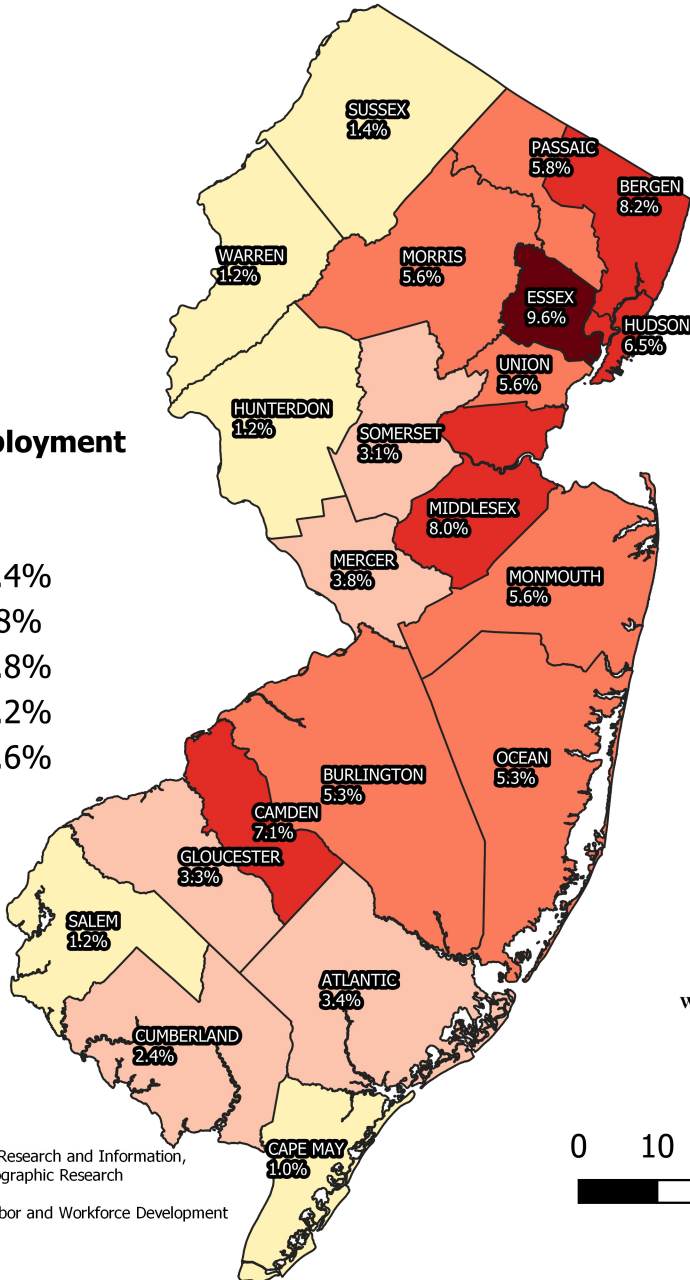 SUSSEX
1.4%
PASSAIC
5.8%
BERGEN
8.2%
WARREN
1.2%
MORRIS
5.6%
ESSEX
9.6%
HUDSON
6.5%
UNION
5.6%
HUNTERDON
1.2%
SOMERSET
3.1%
ployment
MIDDLESEX
8.0%
MERCER
3.8%
MONMOUTH
5.6%
.4%
8%
.8%
.2%
.6%
OCEAN
5.3%
BURLINGTON
5.3%
CAMDEN
7.1%
GLOUCESTER
3.3%
SALEM
1.2%
ATLANTIC
3.4%
W
CUMBERLAND
2.4%
CAPE MAY
1.0%
0 10
Research and Information,
ographic Research
bor and Workforce Development